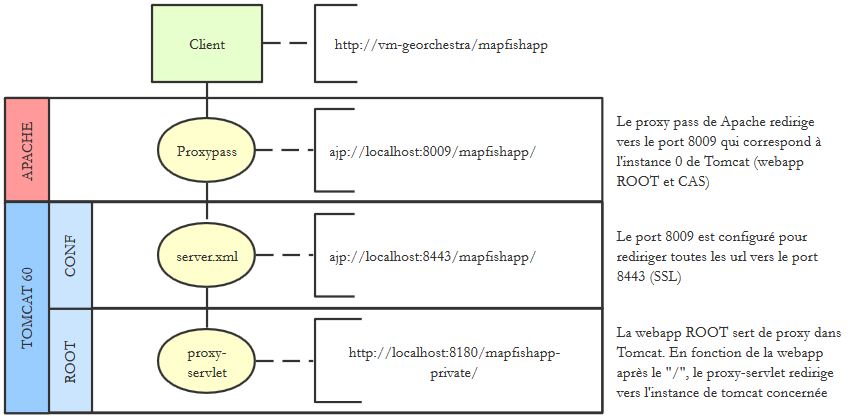 Client
http://vm-georchestra/mapfishapp
APACHE
Proxypass
ajp://localhost:8009/mapfishapp/
Le proxy pass de Apache redirige
vers le port 8009 qui correspond à
l'instance 0 de Tomcat (webapp
ROOT et CAS)
TOMCAT 60
CONF
server.xml
ajp://localhost:8443/mapfishapp/
Le port 8009 est configuré pour
rediriger toutes les url vers le port
8443 (SSL)
ROOT
proxy-
servlet
http://localhost:8180/mapfishapp-
private/
La webapp ROOT sert de proxy dans
Tomcat. En fonction de la webapp
après le "/", le proxy-servlet redirige
vers l'instance de tomcat concernée